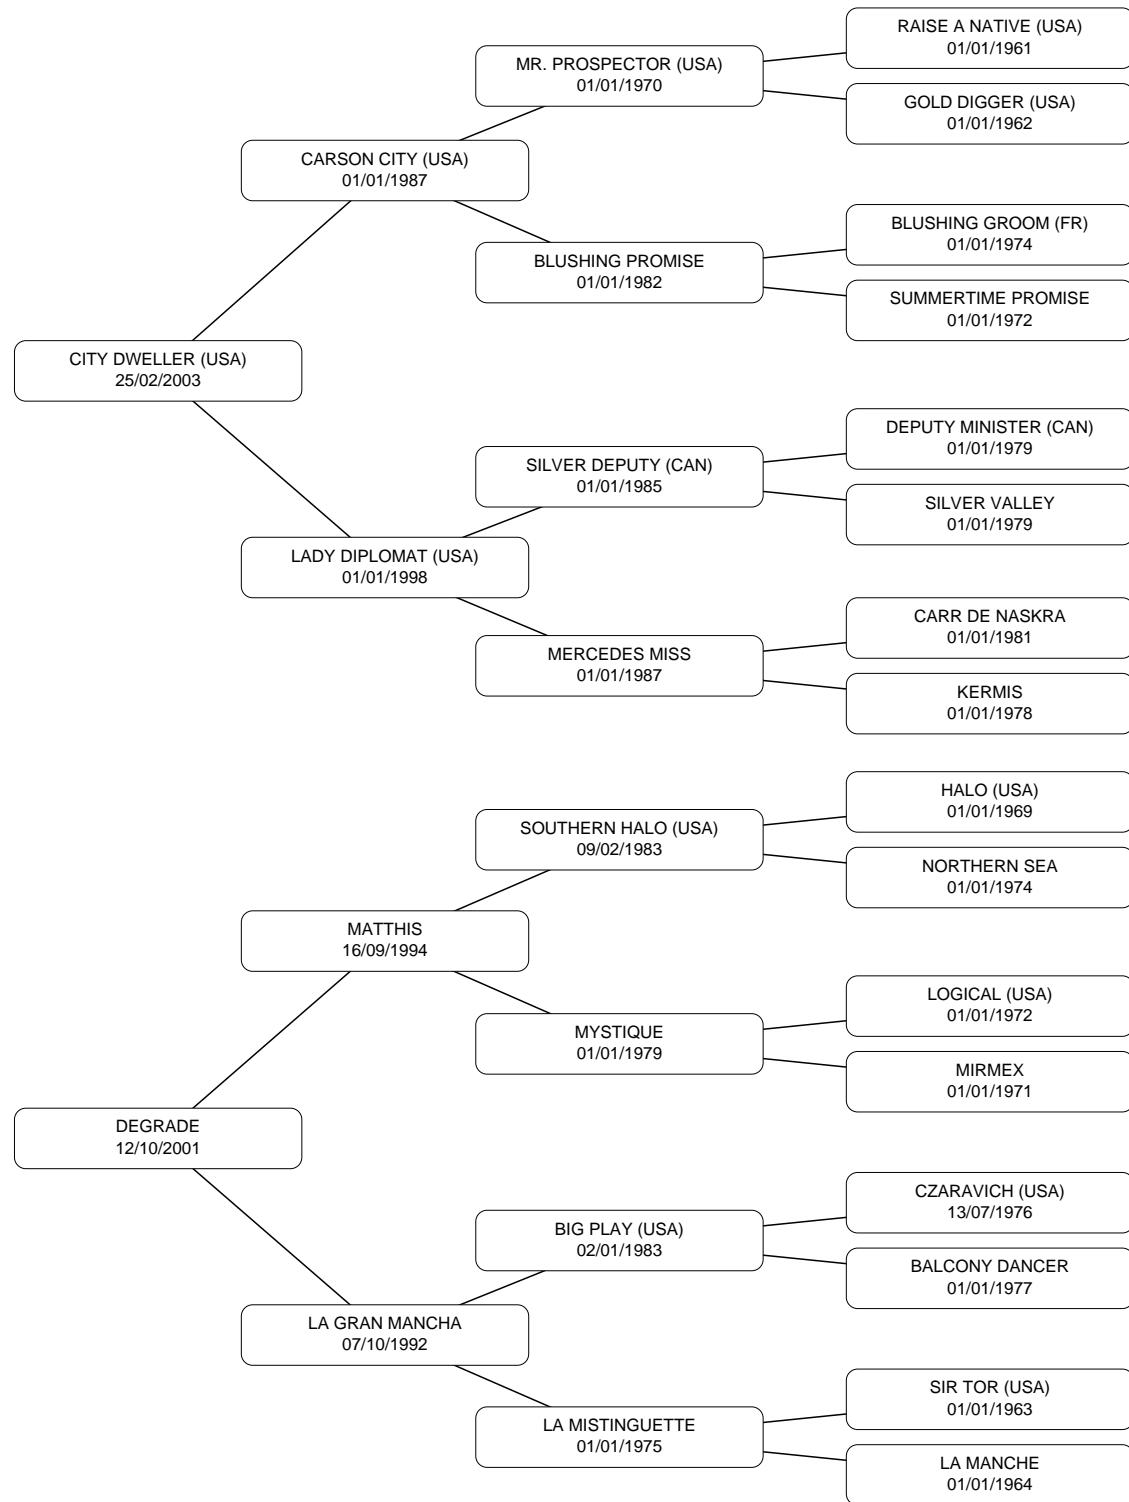 RAISE A NATIVE (USA)
01/01/1961
MR. PROSPECTOR (USA)
01/01/1970
GOLD DIGGER (USA)
01/01/1962
CARSON CITY (USA)
01/01/1987
BLUSHING GROOM (FR)
01/01/1974
BLUSHING PROMISE
01/01/1982
SUMMERTIME PROMISE
01/01/1972
CITY DWELLER (USA)
25/02/2003
DEPUTY MINISTER (CAN)
01/01/1979
SILVER DEPUTY (CAN)
01/01/1985
SILVER VALLEY
01/01/1979
LADY DIPLOMAT (USA)
01/01/1998
CARR DE NASKRA
01/01/1981
MERCEDES MISS
01/01/1987
KERMIS
01/01/1978
HALO (USA)
01/01/1969
SOUTHERN HALO (USA)
09/02/1983
NORTHERN SEA
01/01/1974
MATTHIS
16/09/1994
LOGICAL (USA)
01/01/1972
MYSTIQUE
01/01/1979
MIRMEX
01/01/1971
DEGRADE
12/10/2001
CZARAVICH (USA)
13/07/1976
BIG PLAY (USA)
02/01/1983
BALCONY DANCER
01/01/1977
LA GRAN MANCHA
07/10/1992
SIR TOR (USA)
01/01/1963
LA MISTINGUETTE
01/01/1975
LA MANCHE
01/01/1964